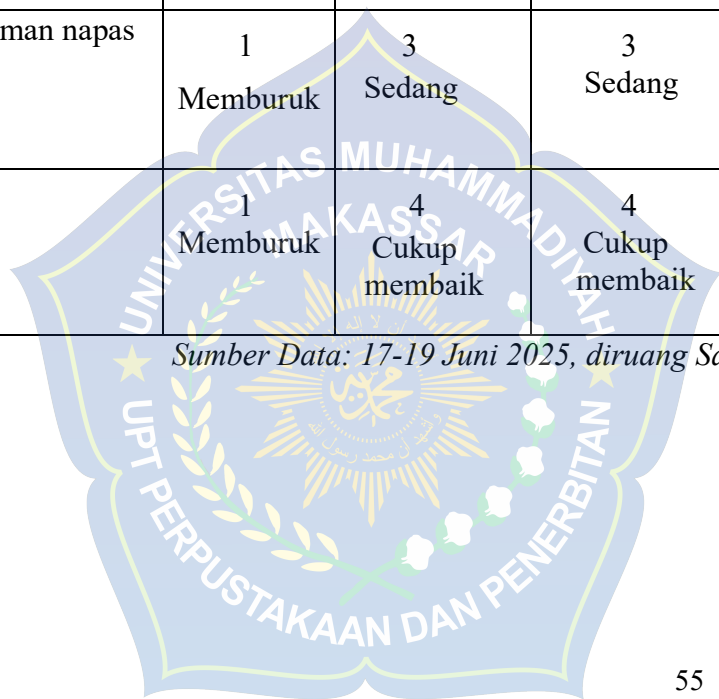 man napas
1
Memburuk
3
Sedang
3
Sedang
1
Memburuk
4
Cukup
membaik
4
Cukup
membaik
Sumber Data: 17-19 Juni 2025, diruang Sa
UNIVERSITAS MUHAMMADIYAH
MAKASSAR
UPT PERPUSTAKAAN DAN PENERBITAN
55